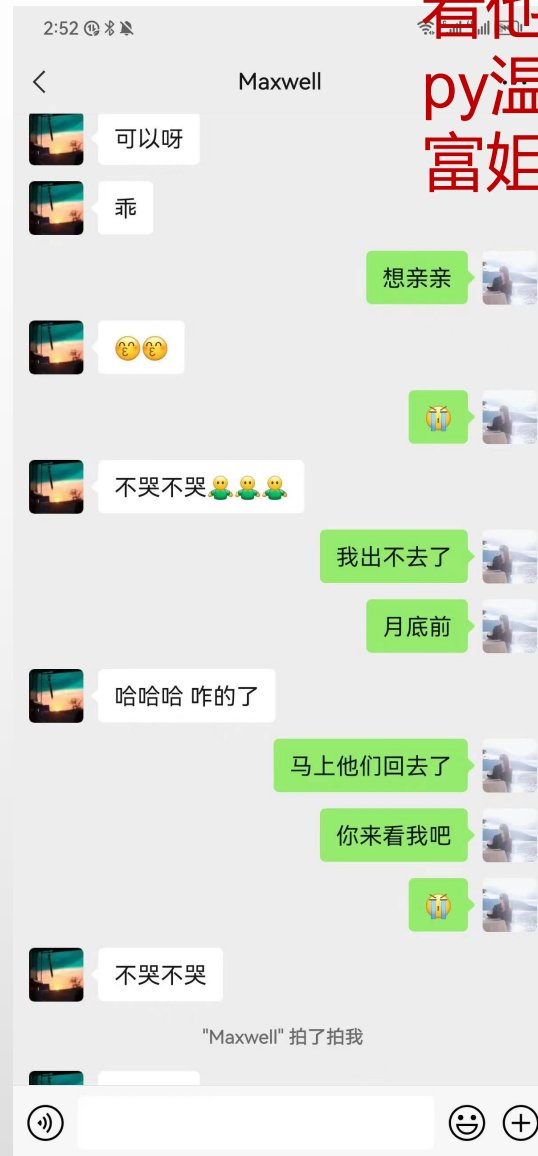 看他
2:52
py温
Maxwell
富姐
可以呀
乖
想亲亲
不哭不哭
我出不去了
月底前
哈哈哈 咋的了
马上他们回去了
你来看我吧
不哭不哭
"Maxwell" 拍了拍我